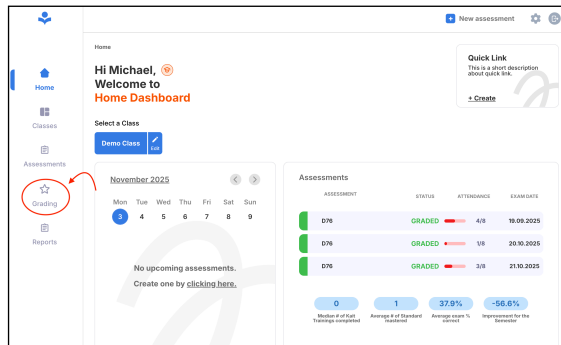 New assessment
Home
Hi Michael,
Welcome to
Home Dashboard
Quick Link
This is a short description
about quick link.
+ Create
Home
Classes
Assessments
Grading
Reports
Select a Class
Demo Class
Edit
November 2025
Mon Tue Wed Thu Fri Sat Sun
3 4 5 6 7 8 9
No upcoming assessments.
Create one by clicking here.
Assessments
ASSESSMENT STATUS ATTENDANCE EXAM DATE
D76 GRADED 4/8 19.09.2025
D76 GRADED 1/8 20.10.2025
D76 GRADED 3/8 21.10.2025
0 1 37.9% -56.6%
Median # of Kait Average # of Standard Average exam % Improvement for the
Trainings completed mastered correct Semester